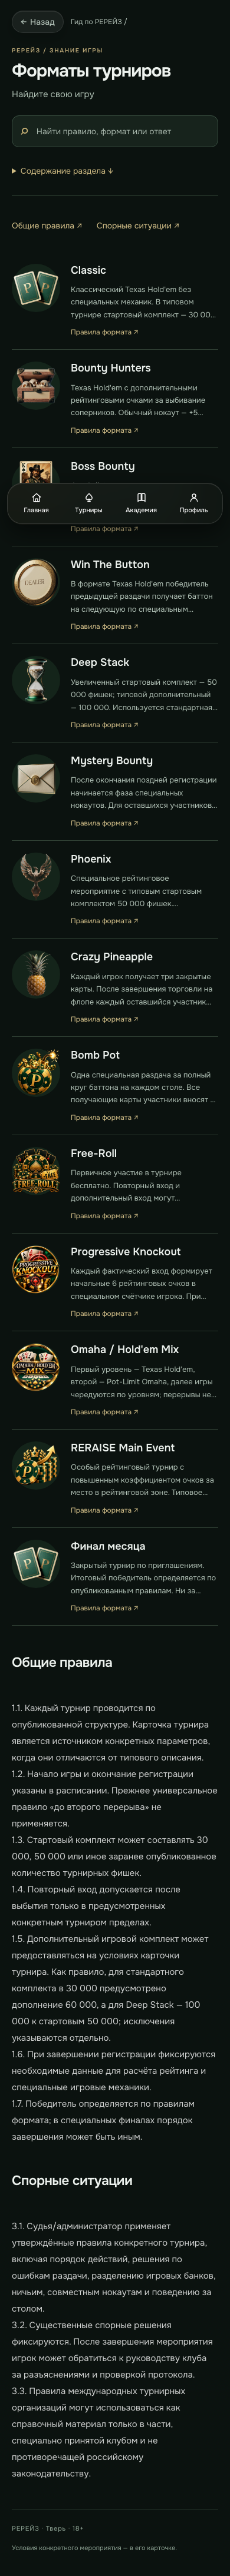 ← Назад
Гид по РЕРЕЙЗ /
РЕРЕЙЗ / ЗНАНИЕ ИГРЫ
Форматы турниров
Найдите свою игру
Найти правило, формат или ответ
▶ Содержание раздела ↓
Общие правила ↗ Спорные ситуации ↗
Classic
Классический Texas Hold'em без
специальных механик. В типовом
турнире стартовый комплект — 30 00...
Правила формата ↗
Bounty Hunters
Texas Hold'em с дополнительными
рейтинговыми очками за выбивание
соперников. Обычный нокаут — +5...
Правила формата ↗
Boss Bounty
Главная
Турниры
Академия
Профиль
Правила формата ↗
DEALER
Win The Button
В формате Texas Hold'em победитель
предыдущей раздачи получает баттон
на следующую по специальным...
Правила формата ↗
Deep Stack
Увеличенный стартовый комплект — 50
000 фишек; типовой дополнительный
— 100 000. Используется стандартная...
Правила формата ↗
Mystery Bounty
После окончания поздней регистрации
начинается фаза специальных
нокаутов. Для оставшихся участников...
Правила формата ↗
Phoenix
Специальное рейтинговое
мероприятие с типовым стартовым
комплектом 50 000 фишек....
Правила формата ↗
Crazy Pineapple
Каждый игрок получает три закрытые
карты. После завершения торговли на
флопе каждый оставшийся участник...
Правила формата ↗
Bomb Pot
Одна специальная раздача за полный
круг баттона на каждом столе. Все
получающие карты участники вносят ...
Правила формата ↗
FREE-ROLL
Free-Roll
Первичное участие в турнире
бесплатно. Повторный вход и
дополнительный вход могут...
Правила формата ↗
PROGRESSIVE
KNOCKOUT
Progressive Knockout
Каждый фактический вход формирует
начальные 6 рейтинговых очков в
специальном счётчике игрока. При...
Правила формата ↗
OMAHA / HOLD'EM
MIX
Omaha / Hold'em Mix
Первый уровень — Texas Hold'em,
второй — Pot-Limit Omaha, далее игры
чередуются по уровням; перерывы не...
Правила формата ↗
RERAISE Main Event
Особый рейтинговый турнир с
повышенным коэффициентом очков за
место в рейтинговой зоне. Типовое...
Правила формата ↗
Финал месяца
Закрытый турнир по приглашениям.
Итоговый победитель определяется по
опубликованным правилам. Ни за...
Правила формата ↗
Общие правила
1.1. Каждый турнир проводится по
опубликованной структуре. Карточка турнира
является источником конкретных параметров,
когда они отличаются от типового описания.
1.2. Начало игры и окончание регистрации
указаны в расписании. Прежнее универсальное
правило «до второго перерыва» не
применяется.
1.3. Стартовый комплект может составлять 30
000, 50 000 или иное заранее опубликованное
количество турнирных фишек.
1.4. Повторный вход допускается после
выбытия только в предусмотренных
конкретным турниром пределах.
1.5. Дополнительный игровой комплект может
предоставляться на условиях карточки
турнира. Как правило, для стандартного
комплекта в 30 000 предусмотрено
дополнение 60 000, а для Deep Stack — 100
000 к стартовым 50 000; исключения
указываются отдельно.
1.6. При завершении регистрации фиксируются
необходимые данные для расчёта рейтинга и
специальные игровые механики.
1.7. Победитель определяется по правилам
формата; в специальных финалах порядок
завершения может быть иным.
Спорные ситуации
3.1. Судья/администратор применяет
утверждённые правила конкретного турнира,
включая порядок действий, решения по
ошибкам раздачи, разделению игровых банков,
ничьим, совместным нокаутам и поведению за
столом.
3.2. Существенные спорные решения
фиксируются. После завершения мероприятия
игрок может обратиться к руководству клуба
за разъяснениями и проверкой протокола.
3.3. Правила международных турнирных
организаций могут использоваться как
справочный материал только в части,
специально принятой клубом и не
противоречащей российскому
законодательству.
РЕРЕЙЗ · Тверь · 18+
Условия конкретного мероприятия — в его карточке.